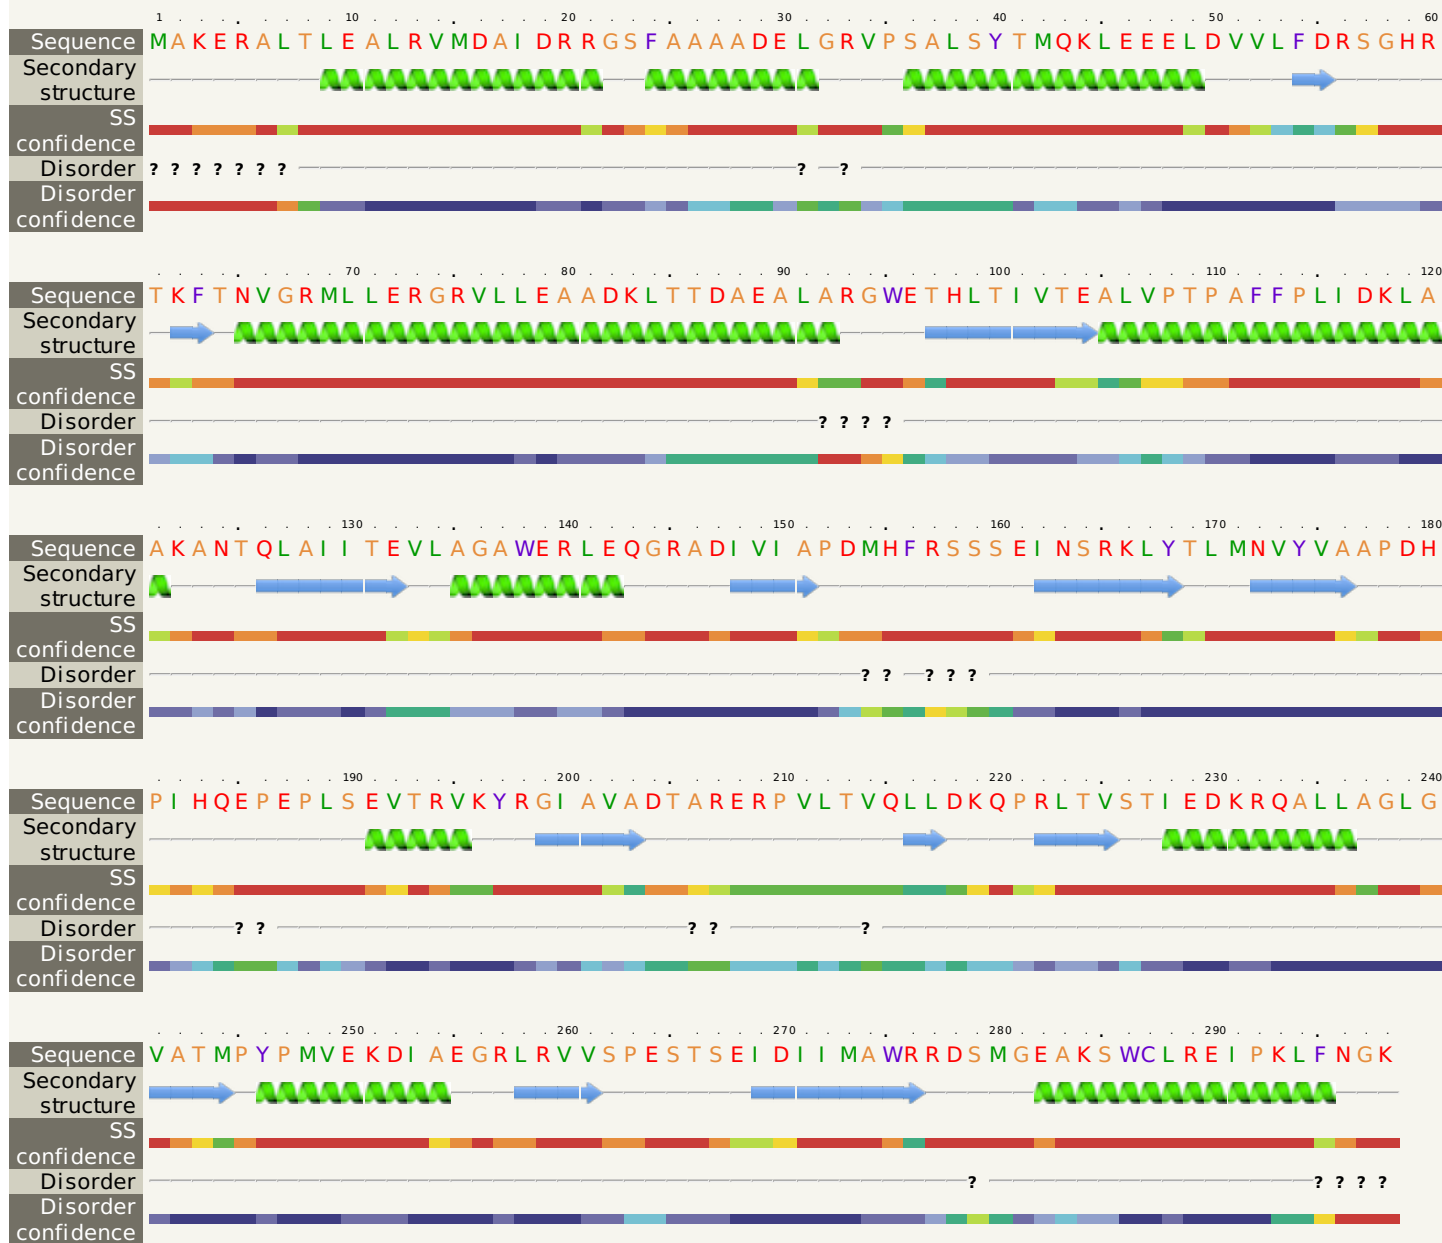 1 10 20 30 40 50 60
Sequence MAKERALTLEALRVMDAIDRRGSFAAAADELGRVPSALSYTMQKLEEELDVVLFDRSGHR
Secondary
structure
SS
confidence
Disorder ? ? ? ? ? ? ? ? ?
Disorder
confidence
70 80 90 100 110 120
Sequence TKFTNVGRMLLERGRVLLEAADKLTTDAEALARGWETHLTIVTEALVPTPAFFPLIDKLA
Secondary
structure
SS
confidence
Disorder ? ? ? ?
Disorder
confidence
130 140 150 160 170 180
Sequence AKANTQLAIITEVLAGAWERLEQGRADIVIAPDMHFRSSSEINSRKLYTLMNVYVAAPDH
Secondary
structure
SS
confidence
Disorder ? ? ? ? ?
Disorder
confidence
190 200 210 220 230 240
Sequence PIHQEPEPLSEVTRVKYRGIAVADTARERPVLTVQLLDKQPRLTVSTIEDKRQALLAGLG
Secondary
structure
SS
confidence
Disorder ? ? ? ? ?
Disorder
confidence
250 260 270 280 290
Sequence VATMPYPMVEKDIAEGRLRVVSPESTSEIDIIMAWRRDSMGEAKSWCLREIPKLFNGK
Secondary
structure
SS
confidence
Disorder ? ? ? ? ?
Disorder
confidence